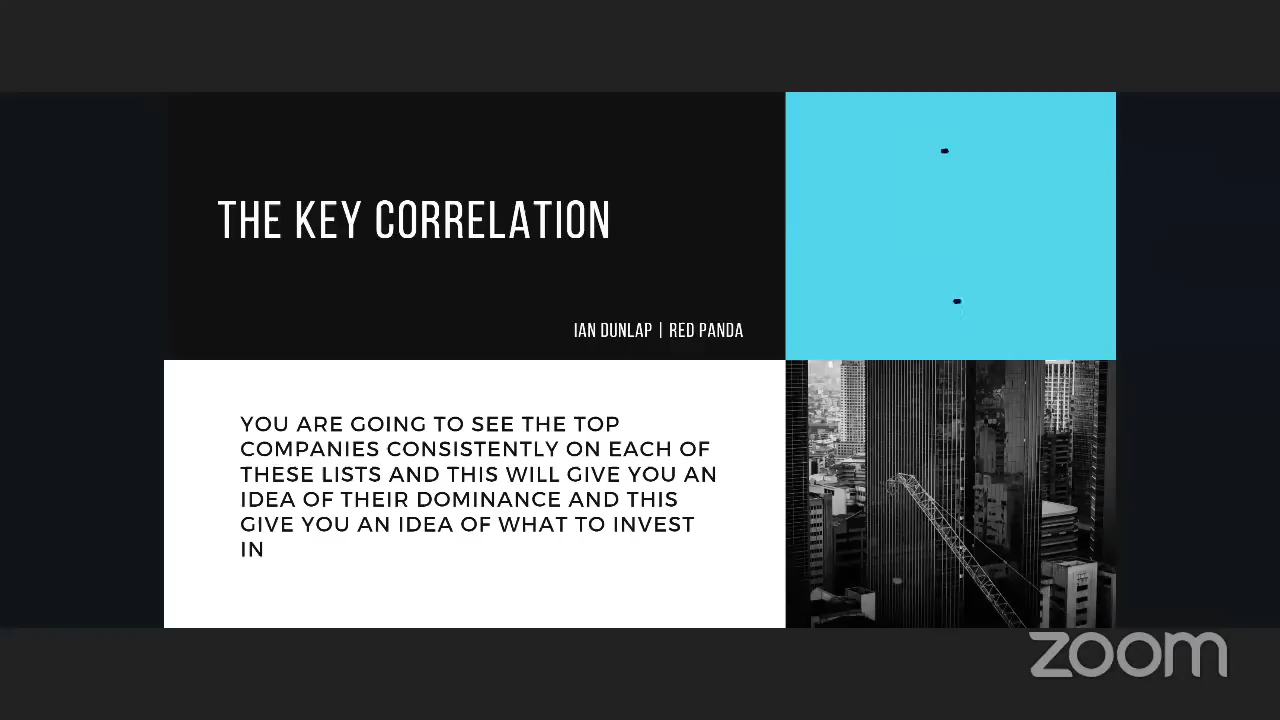 THE KEY CORRELATION
IAN DUNLAP | RED PANDA
YOU ARE GOING TO SEE THE TOP
COMPANIES CONSISTENTLY ON EACH OF
THESE LISTS AND THIS WILL GIVE YOU AN
IDEA OF THEIR DOMINANCE AND THIS
GIVE YOU AN IDEA OF WHAT TO INVEST
IN
zoom